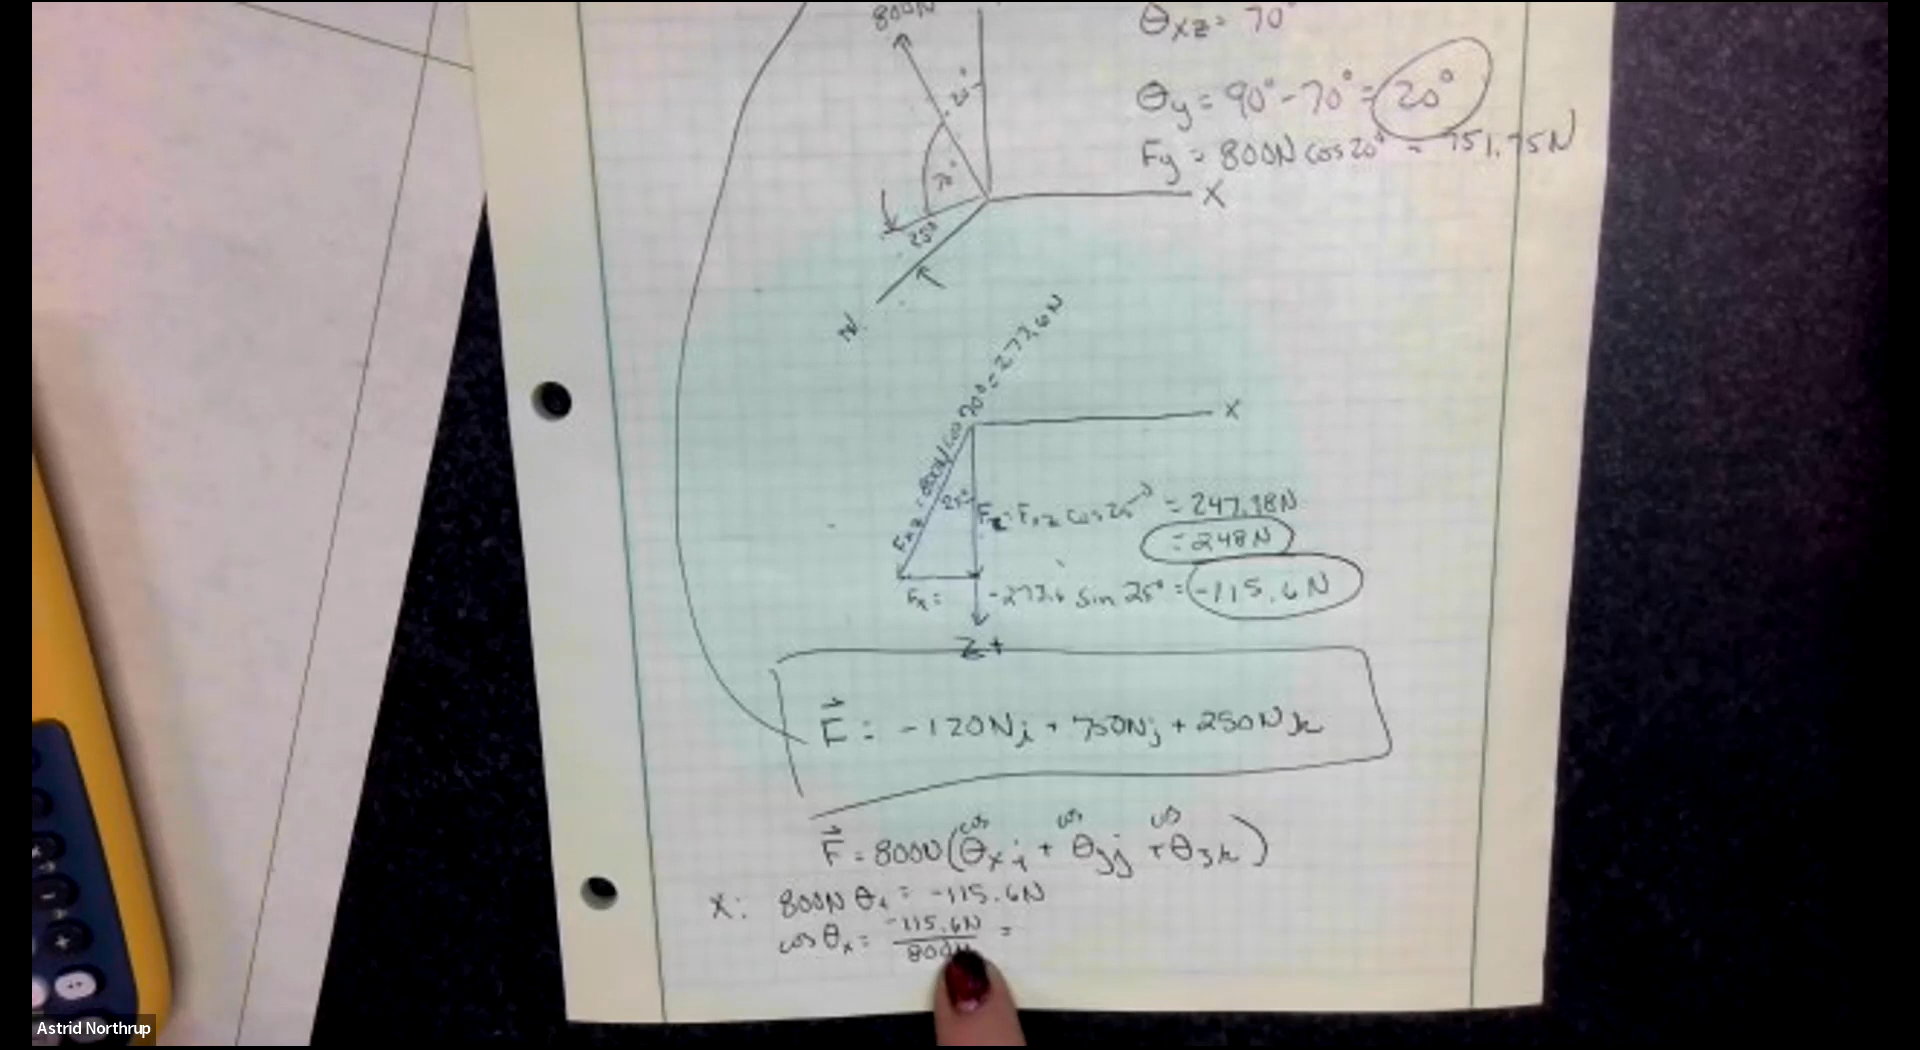 800N
θxz = 70°
20°
θy = 90° - 70° = 20°
Fy = 800N cos20° = 751.75N
70°
X
25°
Fxz = 800N cos 70° = 273.6N
X
25°
Fz = Fxz cos 25° = 247.98N
= 248N
Fx = -273.6 sin 25° = -115.6N
Z+
F⃗ = -120N i + 750N j + 250N k
cos cos cos
F⃗ = 800N(θx i + θy j + θz k)
X: 800N θx = -115.6N
cos θx = -115.6N / 800N =
Astrid Northrup